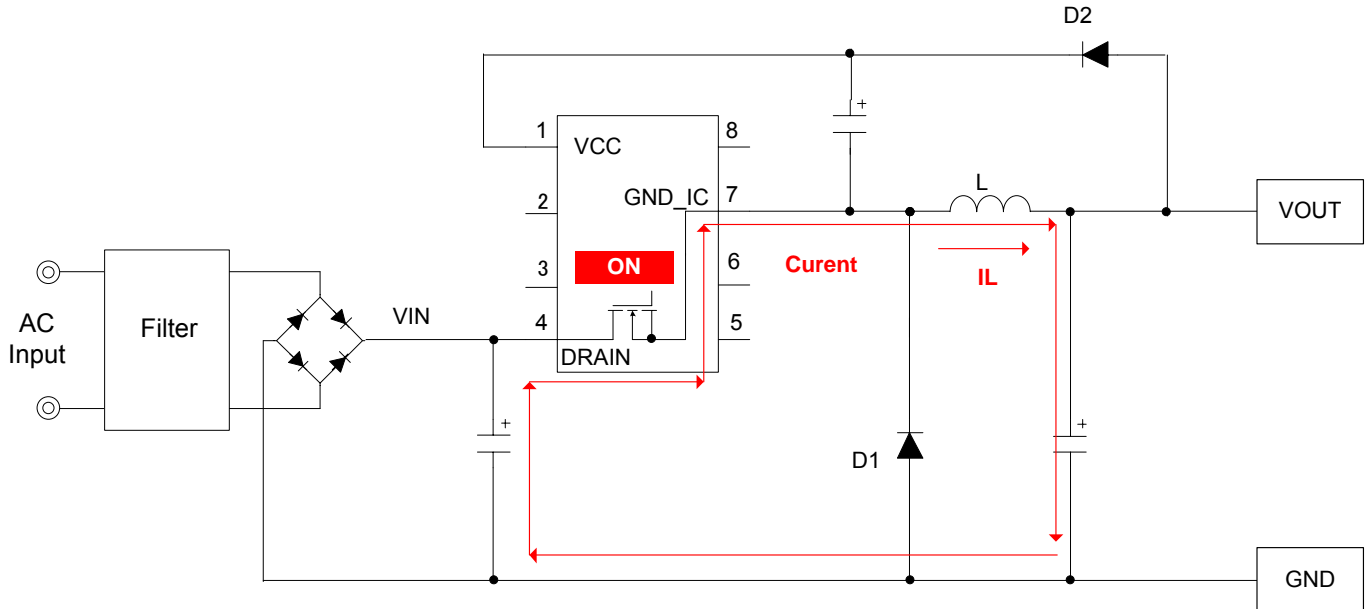 D2
+
1
VCC
8
2
GND_IC
7
L
VOUT
3
ON
6
Curent
IL
AC
Input
Filter
VIN
4
DRAIN
5
+
D1
+
GND